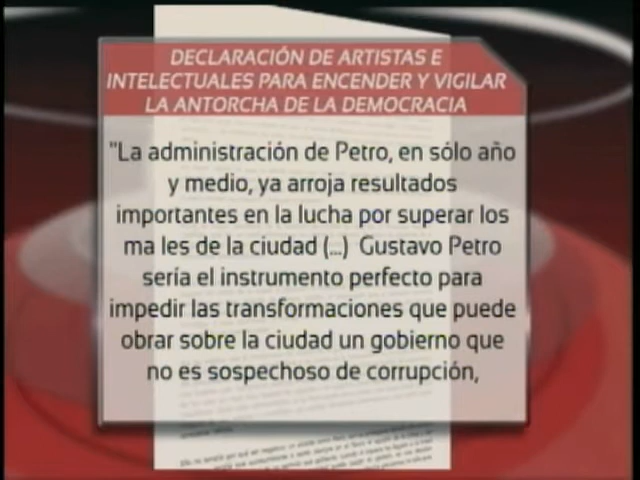 DECLARACIÓN DE ARTISTAS E
INTELECTUALES PARA ENCENDER Y VIGILAR
LA ANTORCHA DE LA DEMOCRACIA
"La administración de Petro, en sólo año
y medio, ya arroja resultados
importantes en la lucha por superar los
ma les de la ciudad (...) Gustavo Petro
sería el instrumento perfecto para
impedir las transformaciones que puede
obrar sobre la ciudad un gobierno que
no es sospechoso de corrupción,